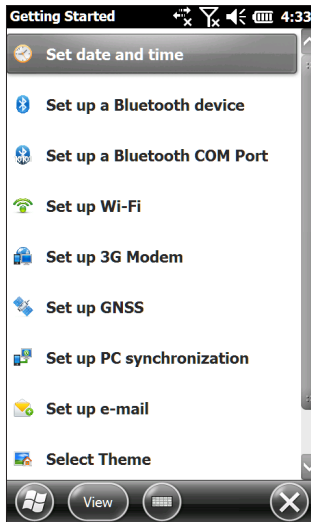 Getting Started 4:33
Set date and time
Set up a Bluetooth device
Set up a Bluetooth COM Port
Set up Wi-Fi
Set up 3G Modem
Set up GNSS
Set up PC synchronization
Set up e-mail
Select Theme
View